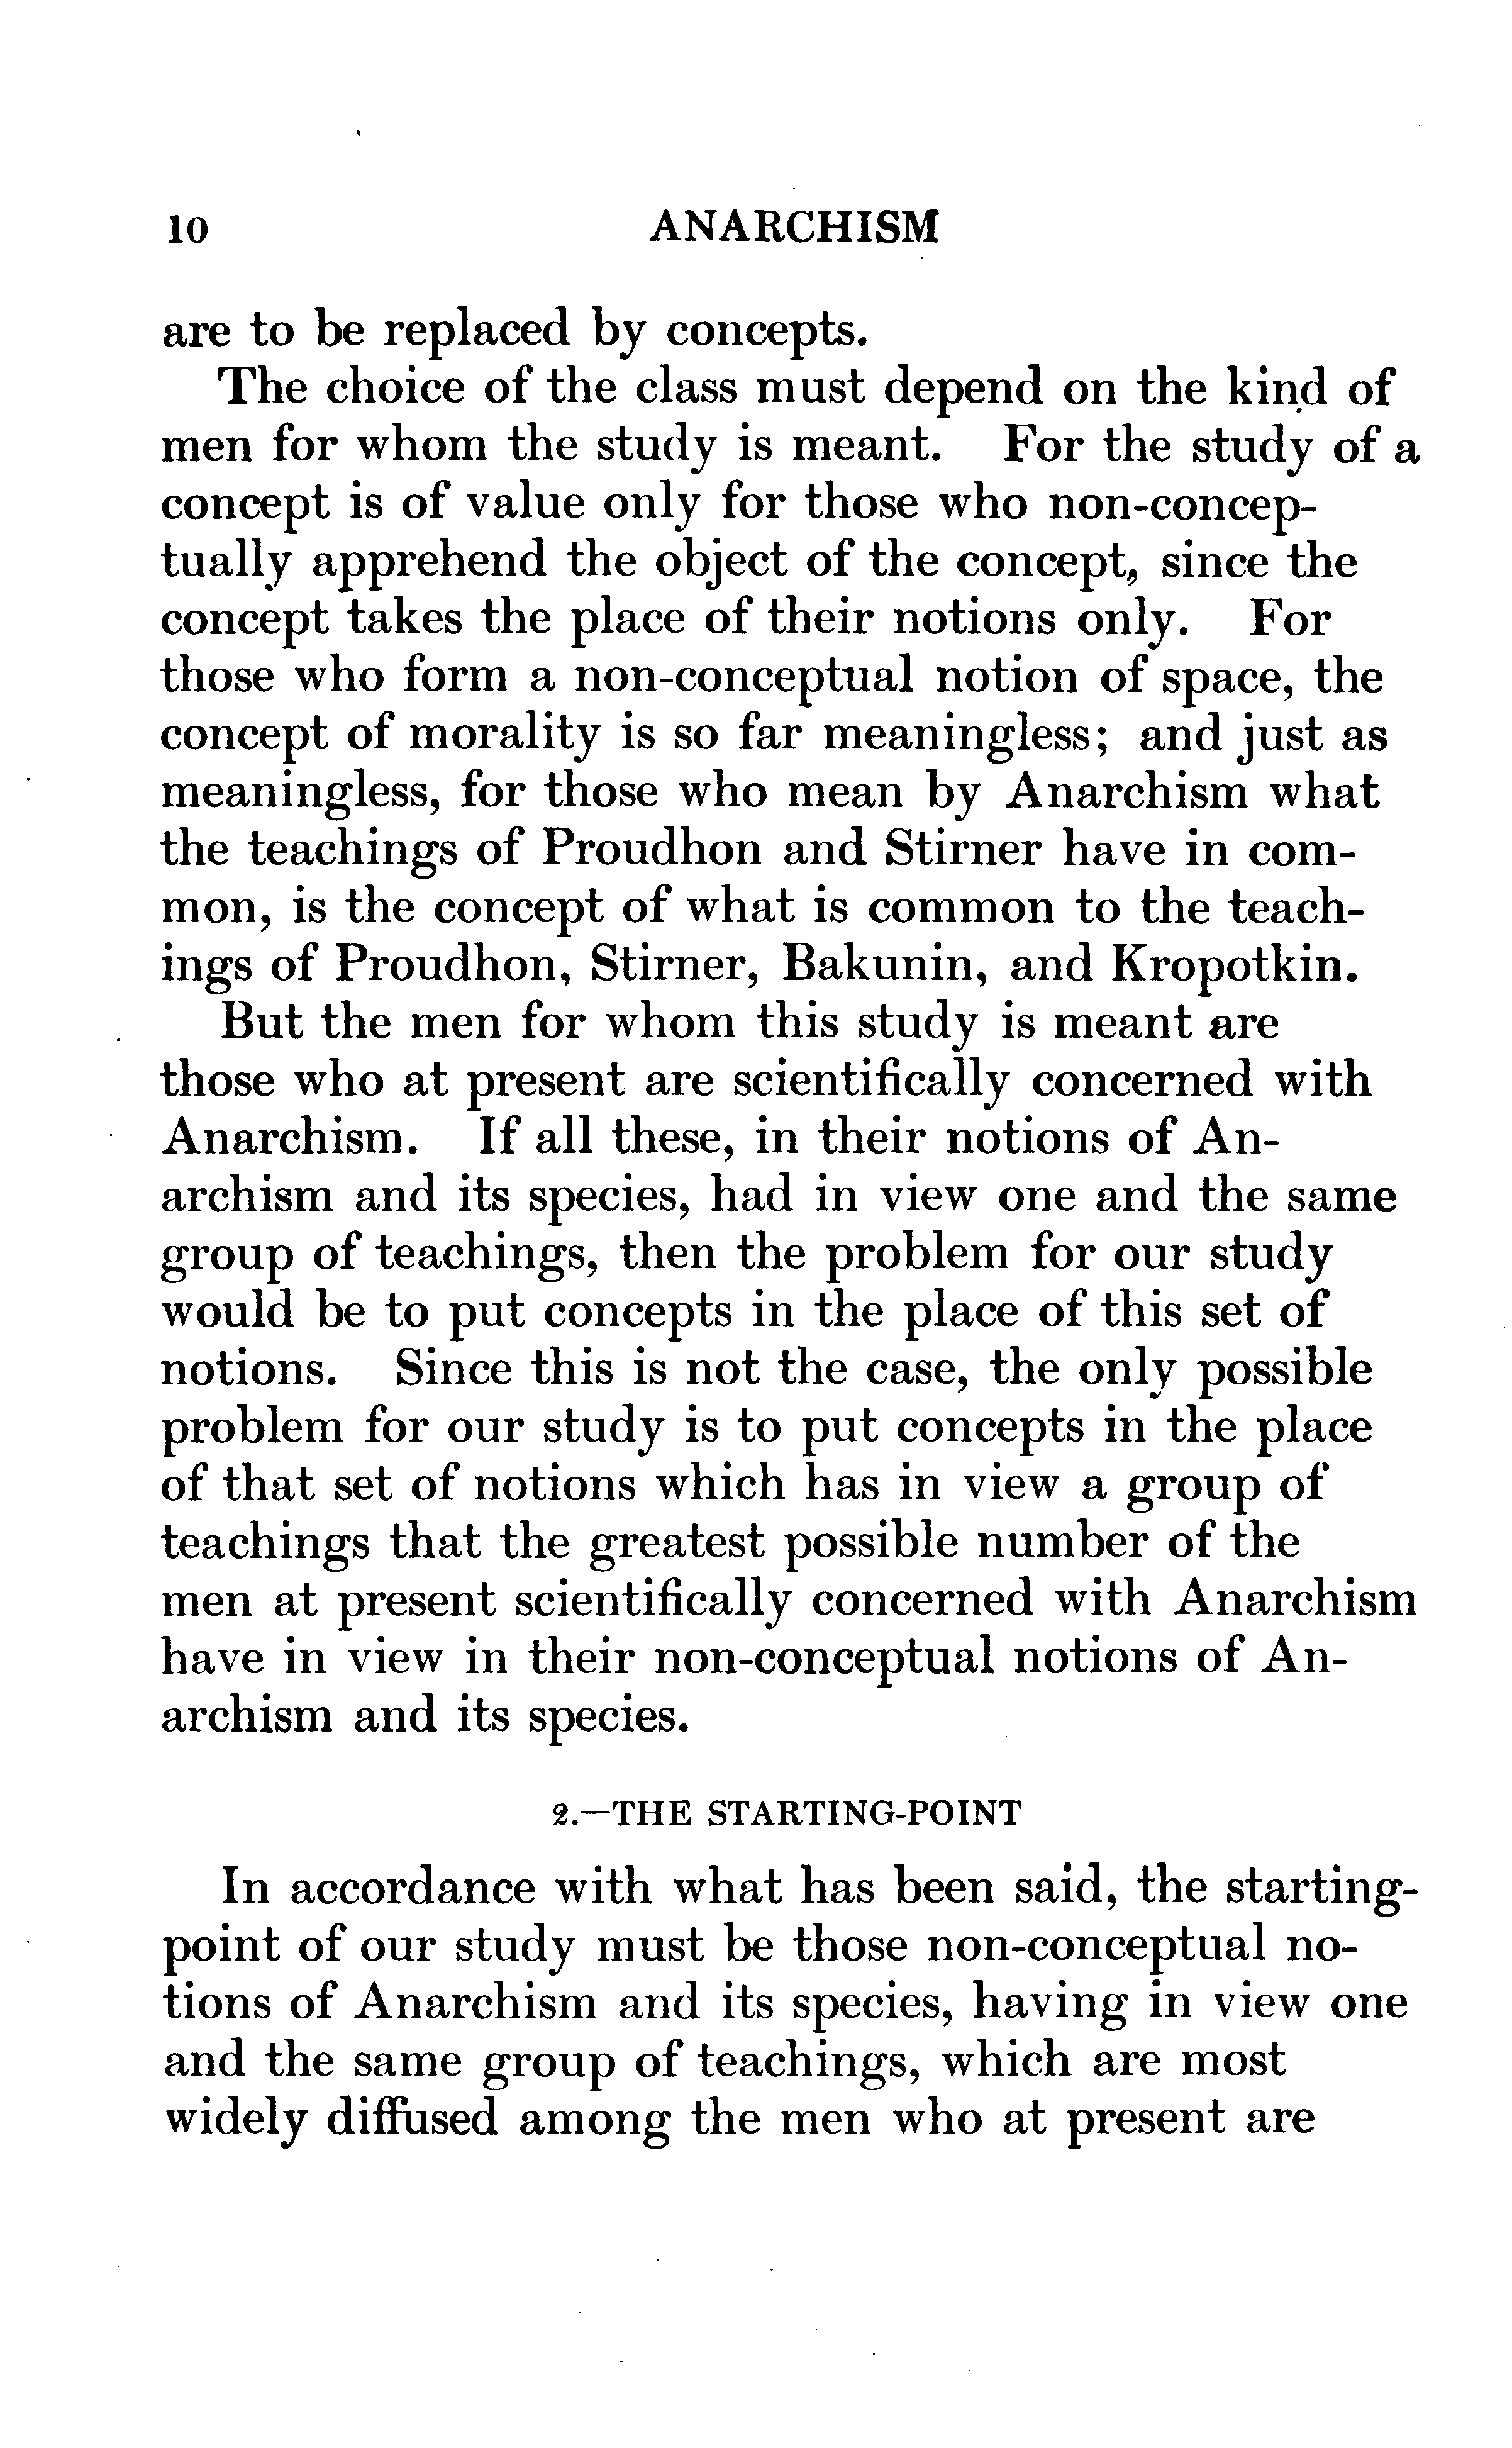 10 ANARCHISM
are to be replaced by concepts.
The choice of the class must depend on the kind of
men for whom the study is meant. For the study of a
concept is of value only for those who non-concep-
tually apprehend the object of the concept, since the
concept takes the place of their notions only. For
those who form a non-conceptual notion of space, the
concept of morality is so far meaningless; and just as
meaningless, for those who mean by Anarchism what
the teachings of Proudhon and Stirner have in com-
mon, is the concept of what is common to the teach-
ings of Proudhon, Stirner, Bakunin, and Kropotkin.
But the men for whom this study is meant are
those who at present are scientifically concerned with
Anarchism. If all these, in their notions of An-
archism and its species, had in view one and the same
group of teachings, then the problem for our study
would be to put concepts in the place of this set of
notions. Since this is not the case, the only possible
problem for our study is to put concepts in the place
of that set of notions which has in view a group of
teachings that the greatest possible number of the
men at present scientifically concerned with Anarchism
have in view in their non-conceptual notions of An-
archism and its species.
2.—THE STARTING-POINT
In accordance with what has been said, the starting-
point of our study must be those non-conceptual no-
tions of Anarchism and its species, having in view one
and the same group of teachings, which are most
widely diffused among the men who at present are